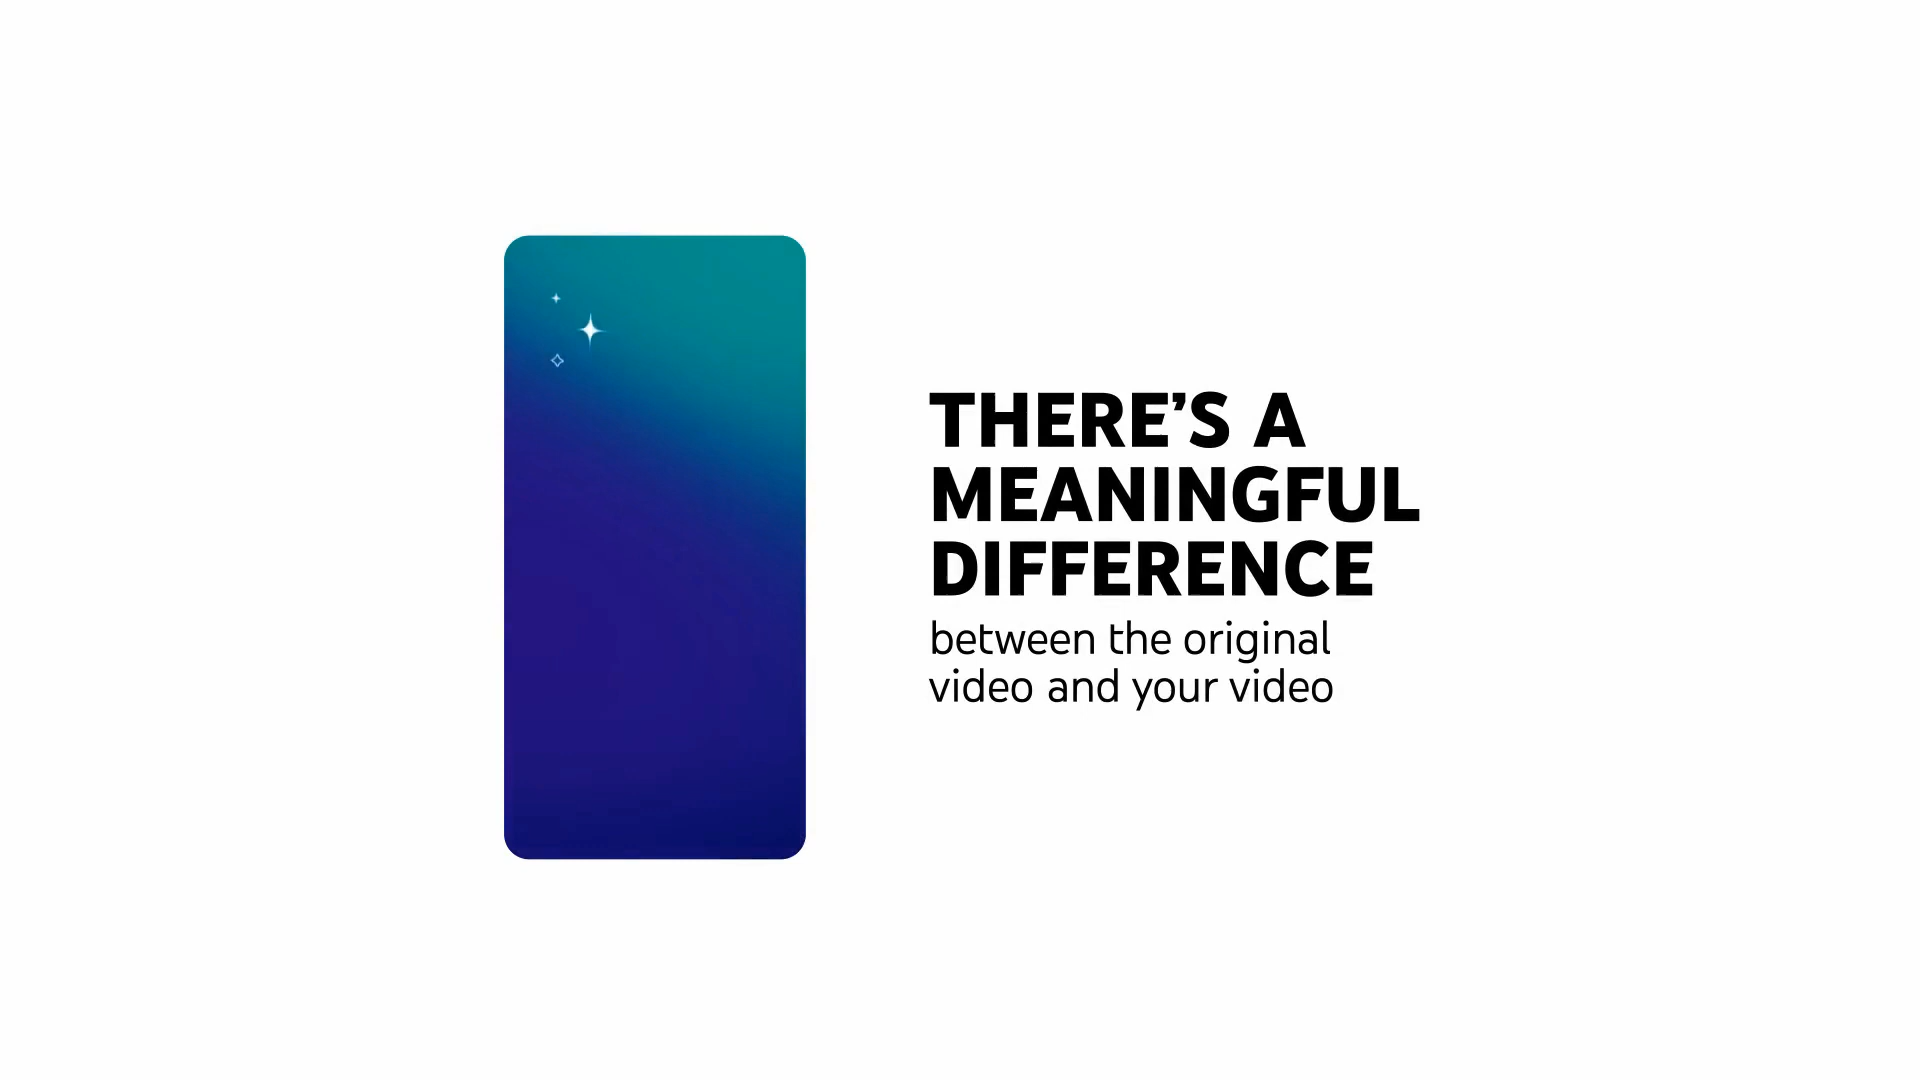 THERE’S A
MEANINGFUL
DIFFERENCE
between the original
video and your video